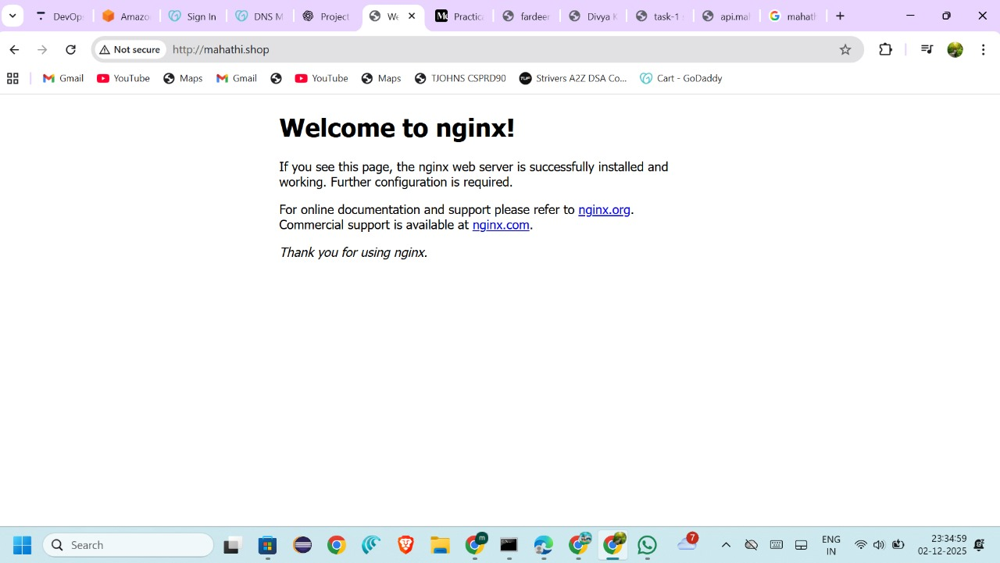 DevOp
Amazo
Sign In
DNS M
Project
We
Practica
fardeer
Divya K
task-1
api.mah
mahath
Not secure
http://mahathi.shop
Gmail
YouTube
Maps
Gmail
YouTube
Maps
TJOHNS CSPRD90
Strivers A2Z DSA Co...
Cart - GoDaddy
Welcome to nginx!
If you see this page, the nginx web server is successfully installed and
working. Further configuration is required.
For online documentation and support please refer to nginx.org.
Commercial support is available at nginx.com.
Thank you for using nginx.
Search
m
7
ENG
IN
23:34:59
02-12-2025